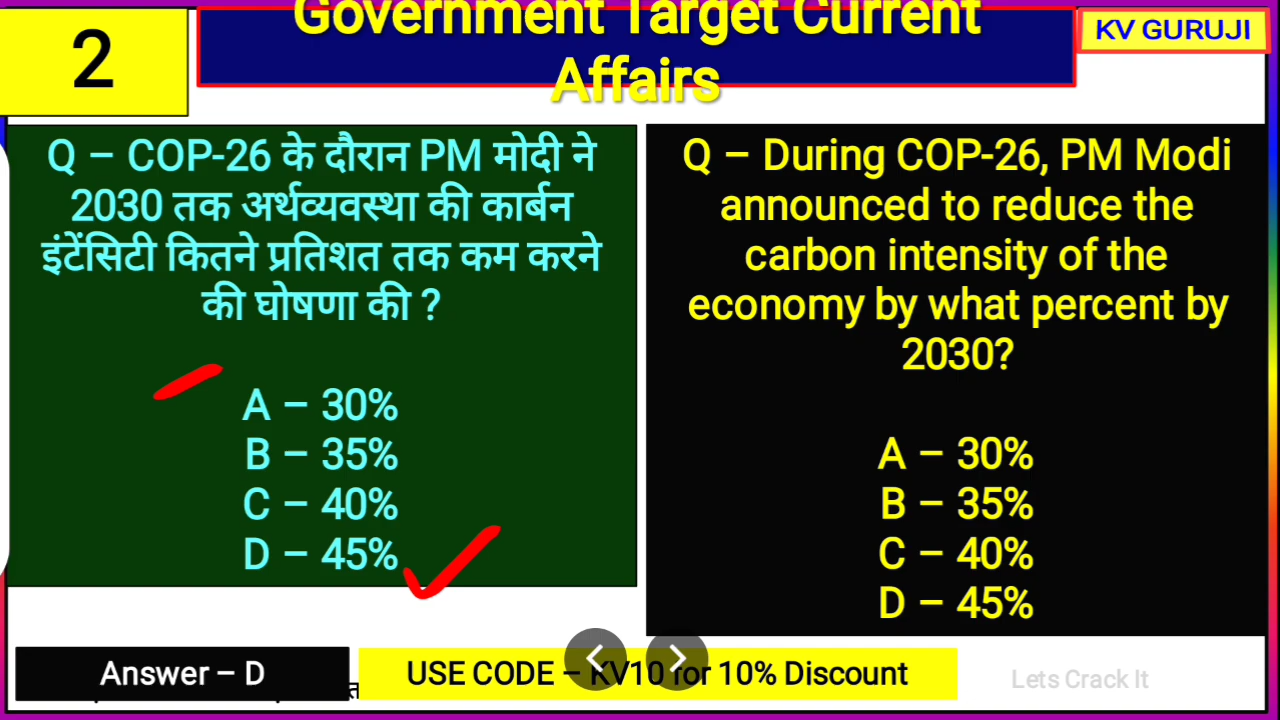 2
Government Target Current
Affairs
KV GURUJI
Q – COP-26 के दौरान PM मोदी ने
2030 तक अर्थव्यवस्था की कार्बन
इंटेंसिटी कितने प्रतिशत तक कम करने
की घोषणा की ?
A – 30%
B – 35%
C – 40%
D – 45%
Q – During COP-26, PM Modi
announced to reduce the
carbon intensity of the
economy by what percent by
2030?
A – 30%
B – 35%
C – 40%
D – 45%
Answer – D
USE CODE – KV10 for 10% Discount
Lets Crack It